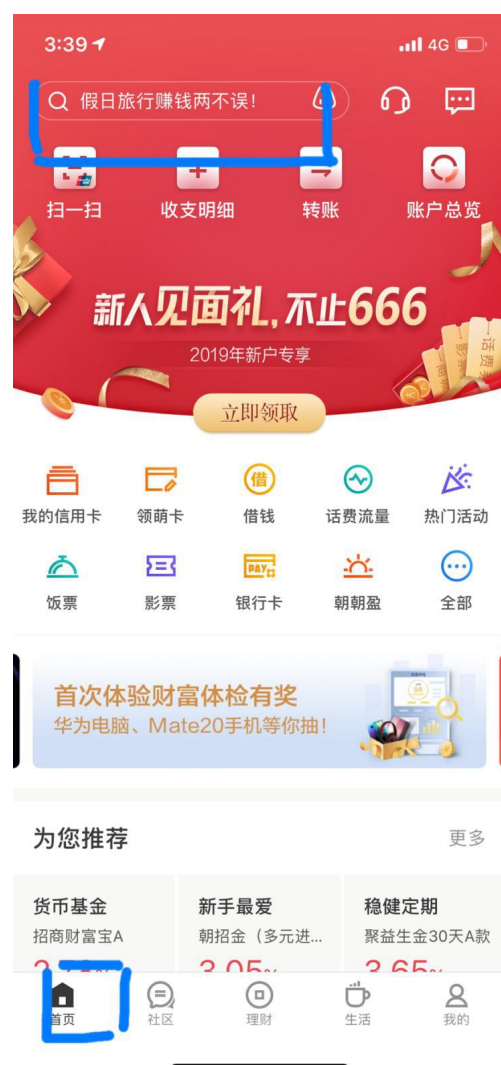 3:39
4G
假日旅行赚钱两不误!
扫一扫
收支明细
转账
账户总览
新人见面礼,不止666
2019年新户专享
立即领取
话费
影票
我的信用卡
领萌卡
借
借钱
话费流量
热门活动
饭票
影票
PAY
银行卡
朝朝盈
全部
首次体验财富体检有奖
华为电脑、Mate20手机等你抽!
为您推荐
更多
货币基金
新手最爱
稳健定期
招商财富宝A
朝招金(多元进...
聚益生金30天A款
3.05%
3.65%
首页
社区
理财
生活
我的